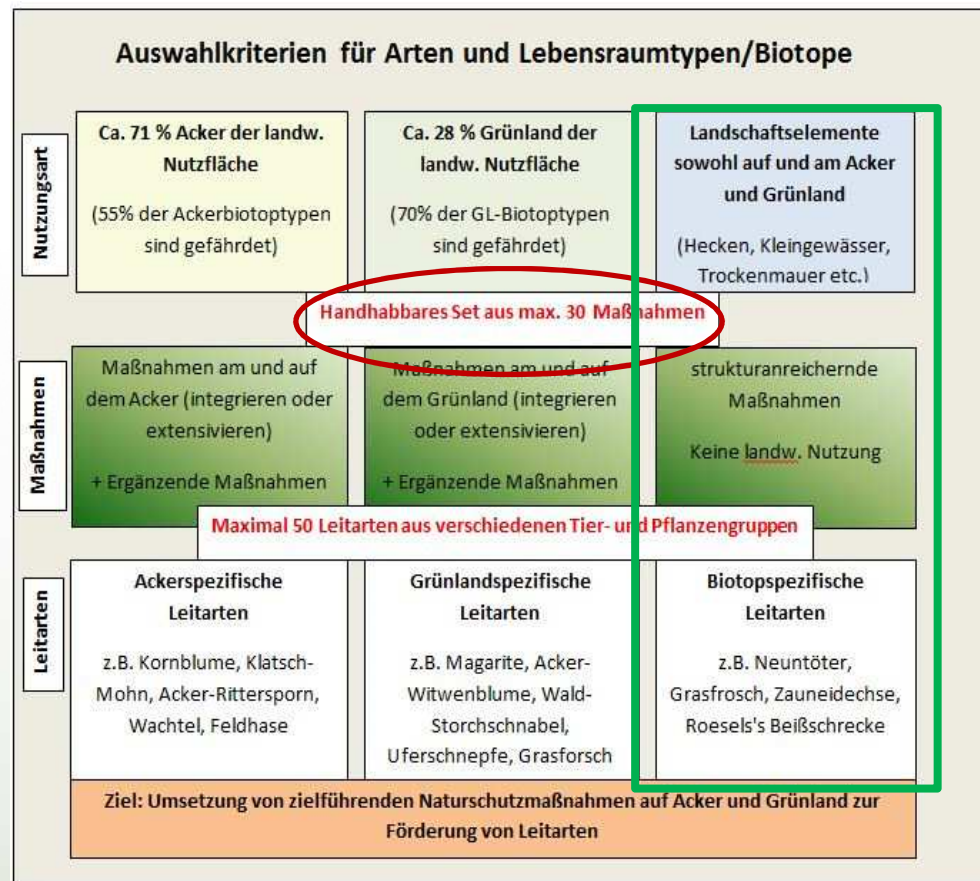 Auswahlkriterien für Arten und Lebensraumtypen/Biotope
Nutzungsart
Ca. 71 % Acker der landw.
Nutzfläche
(55% der Ackerbiotoptypen
sind gefährdet)
Ca. 28 % Grünland der
landw. Nutzfläche
(70% der GL-Biotoptypen
sind gefährdet)
Landschaftselemente
sowohl auf und am Acker
und Grünland
(Hecken, Kleingewässer,
Trockenmauer etc.)
Handhabbares Set aus max. 30 Maßnahmen
Maßnahmen
Maßnahmen am und auf
dem Acker (integrieren oder
extensivieren)
+ Ergänzende Maßnahmen
Maßnahmen am und auf
dem Grünland (integrieren
oder extensivieren)
+ Ergänzende Maßnahmen
strukturanreichernde
Maßnahmen
Keine landw. Nutzung
Maximal 50 Leitarten aus verschiedenen Tier- und Pflanzengruppen
Leitarten
Ackerspezifische
Leitarten
z.B. Kornblume, Klatsch-
Mohn, Acker-Rittersporn,
Wachtel, Feldhase
Grünlandspezifische
Leitarten
z.B. Magarite, Acker-
Witwenblume, Wald-
Storchschnabel,
Uferschnepfe, Grasforsch
Biotopspezifische
Leitarten
z.B. Neuntöter,
Grasfrosch, Zauneidechse,
Roesels's Beißschrecke
Ziel: Umsetzung von zielführenden Naturschutzmaßnahmen auf Acker und Grünland zur
Förderung von Leitarten